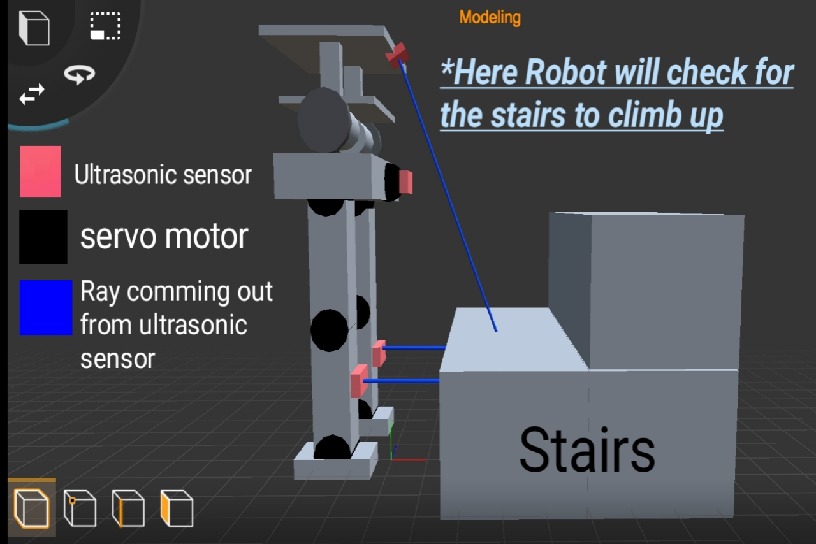 Modeling
*Here Robot will check for
the stairs to climb up
Ultrasonic sensor
servo motor
Ray comming out
from ultrasonic
sensor
Stairs